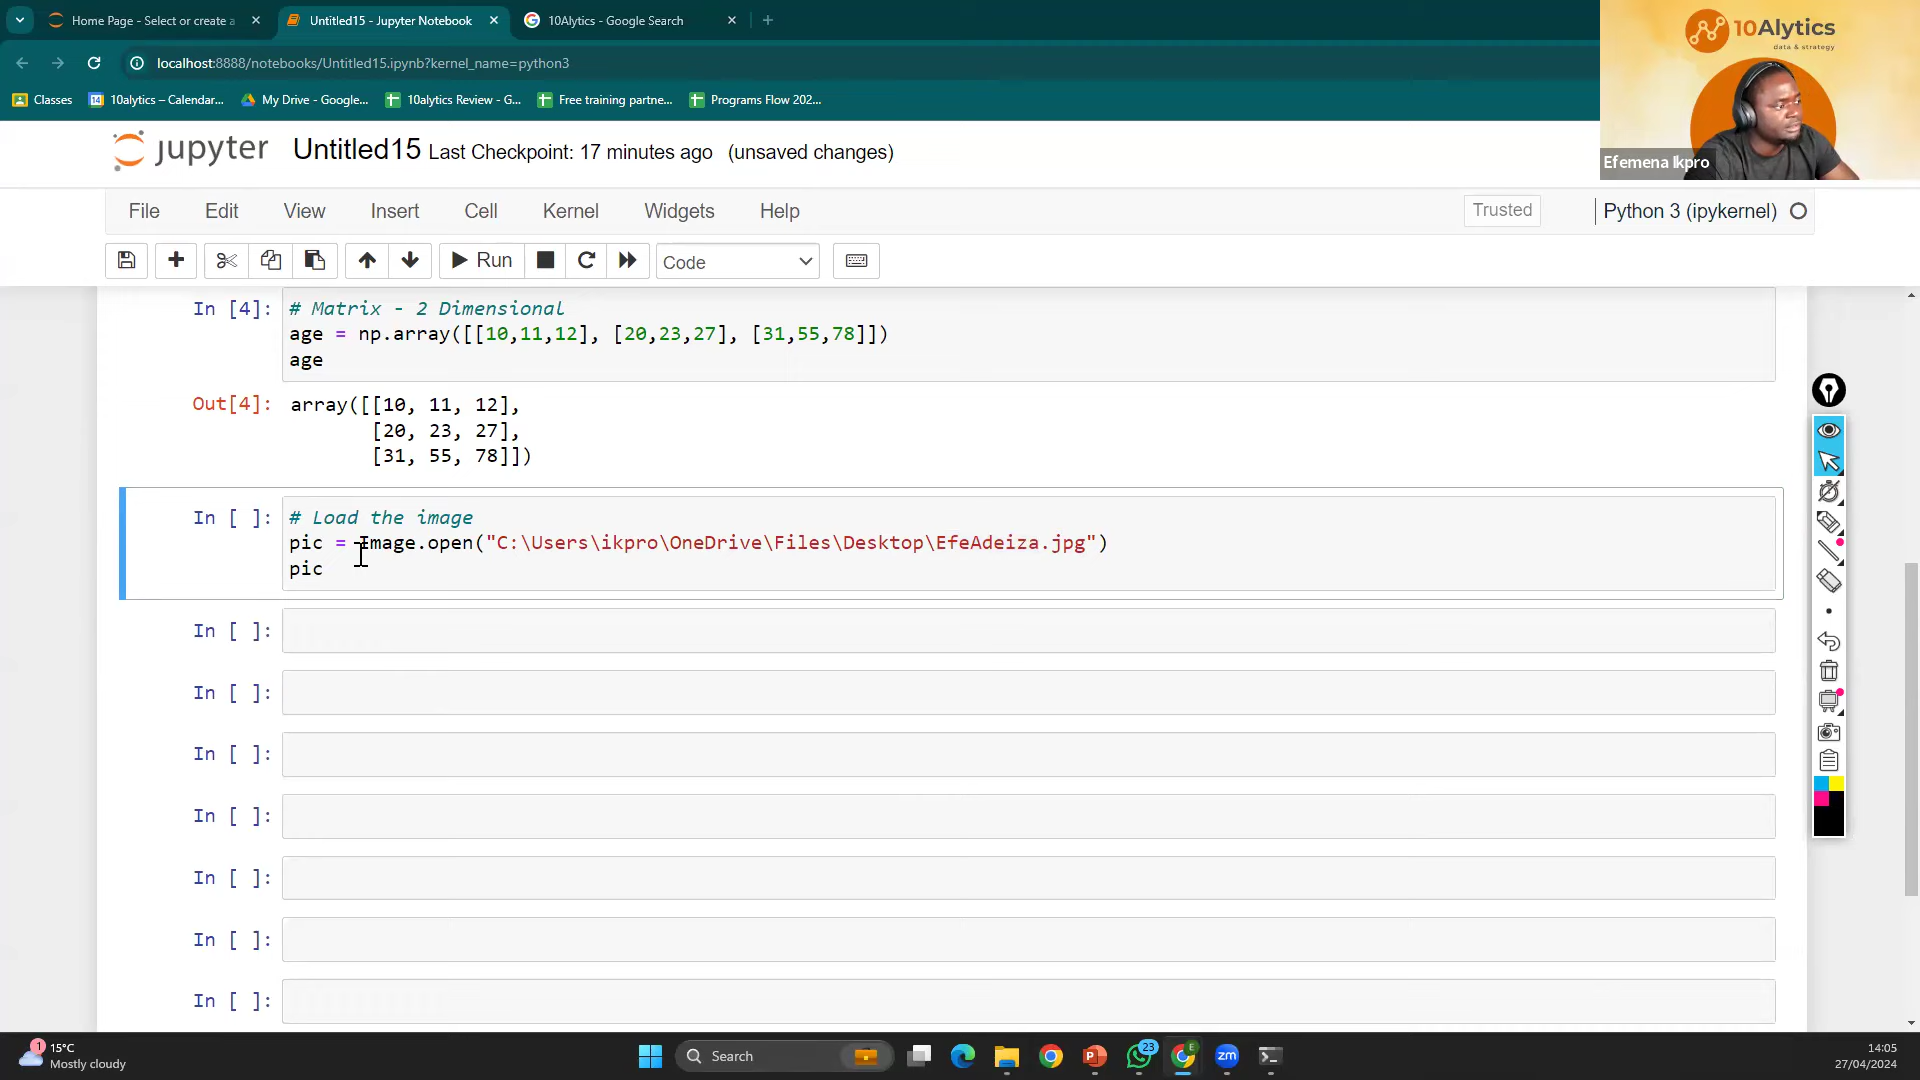 Home Page - Select or create a
Untitled15 - Jupyter Notebook
10Alytics - Google Search
localhost:8888/notebooks/Untitled15.ipynb?kernel_name=python3
Classes
10alytics – Calendar...
My Drive - Google...
10alytics Review - G...
Free training partne...
Programs Flow 202...
10Alytics
data & strategy
Efemena Ikpro
jupyter
Untitled15 Last Checkpoint: 17 minutes ago (unsaved changes)
File Edit View Insert Cell Kernel Widgets Help
Trusted
Python 3 (ipykernel)
Run
Code
In [4]: # Matrix - 2 Dimensional
age = np.array([[10,11,12], [20,23,27], [31,55,78]])
age
Out[4]: array([[10, 11, 12],
[20, 23, 27],
[31, 55, 78]])
In [ ]: # Load the image
pic = Image.open("C:\Users\ikpro\OneDrive\Files\Desktop\EfeAdeiza.jpg")
pic
In [ ]:
In [ ]:
In [ ]:
In [ ]:
In [ ]:
In [ ]:
In [ ]:
1
15°C
Mostly cloudy
Search
23
E
zm
14:05
27/04/2024